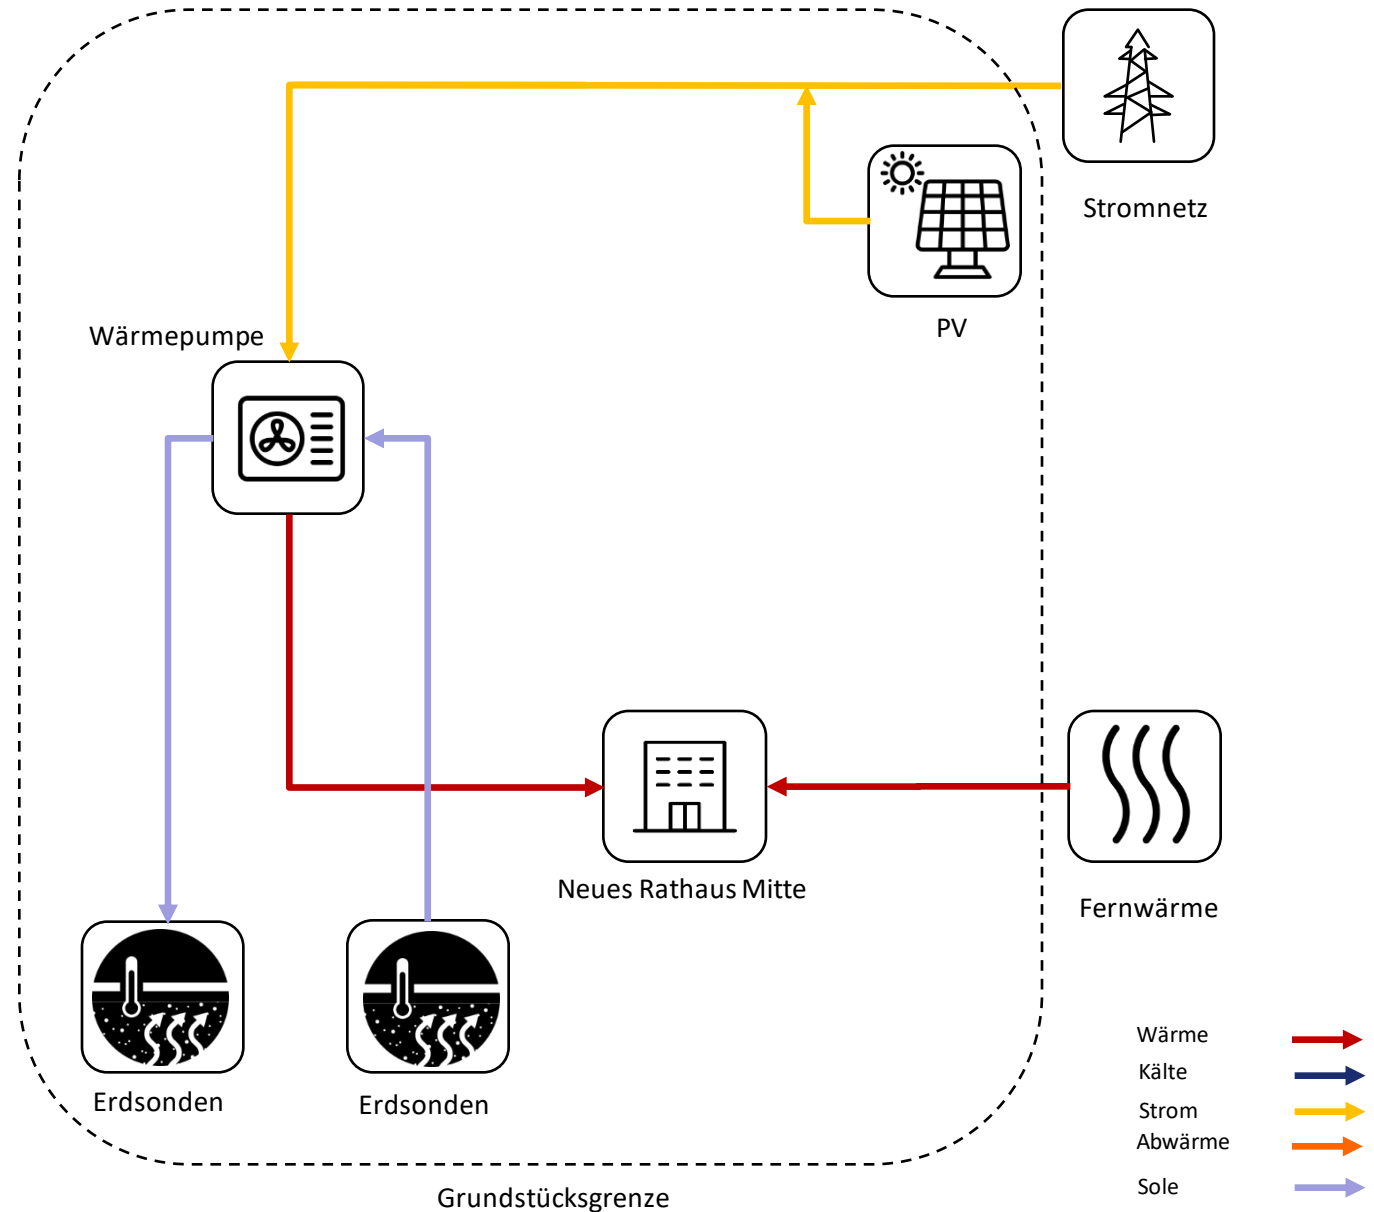 Stromnetz
PV
Wärmepumpe
Neues Rathaus Mitte
Fernwärme
Erdsonden
Erdsonden
Wärme
Kälte
Strom
Abwärme
Sole
Grundstücksgrenze